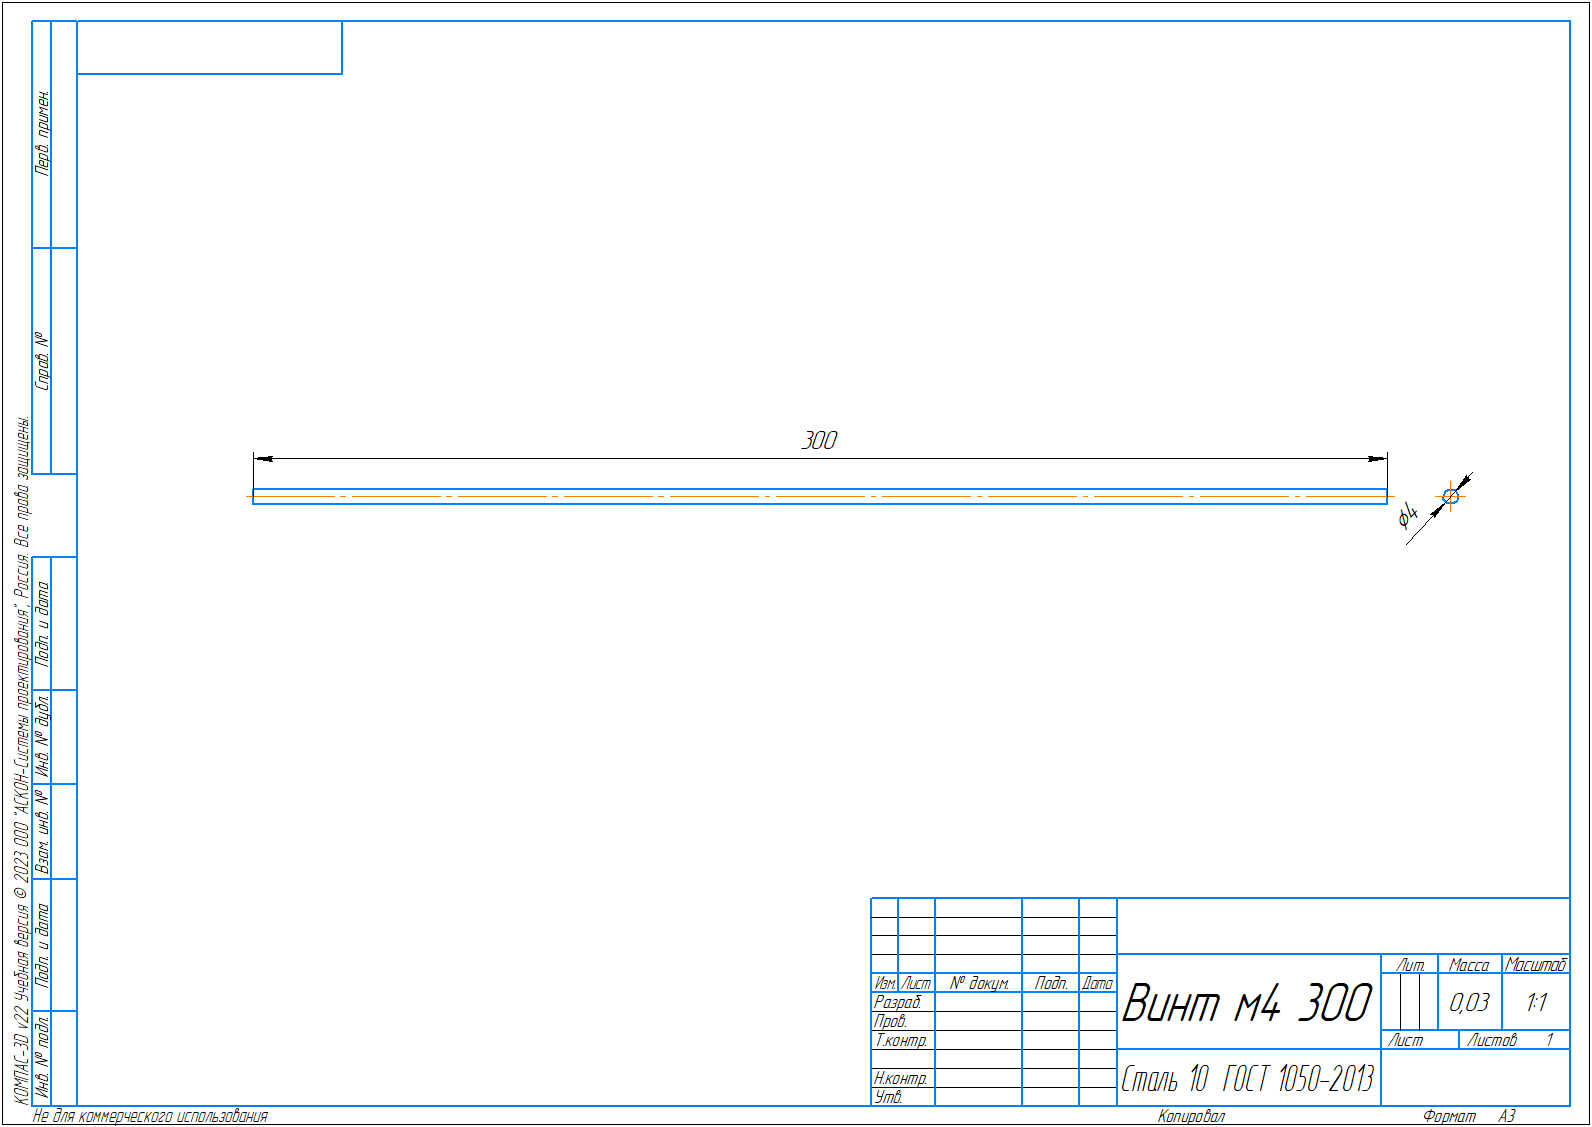 Перв. примен.
Справ. №
Подп. и дата
Инв. № дубл.
Взам. инв. №
Подп. и дата
Инв. № подл.
КОМПАС-3D v22 Учебная версия © 2023 ООО "АСКОН-Системы проектирования", Россия. Все права защищены.
300
ϕ4
Изм. Лист № докум. Подп. Дата
Разраб.
Пров.
Т.контр.
Н.контр.
Утв.
Винт м4 300
Сталь 10 ГОСТ 1050-2013
Лит. Масса Масштаб
0,03 1:1
Лист Листов 1
Не для коммерческого использования
Копировал
Формат А3